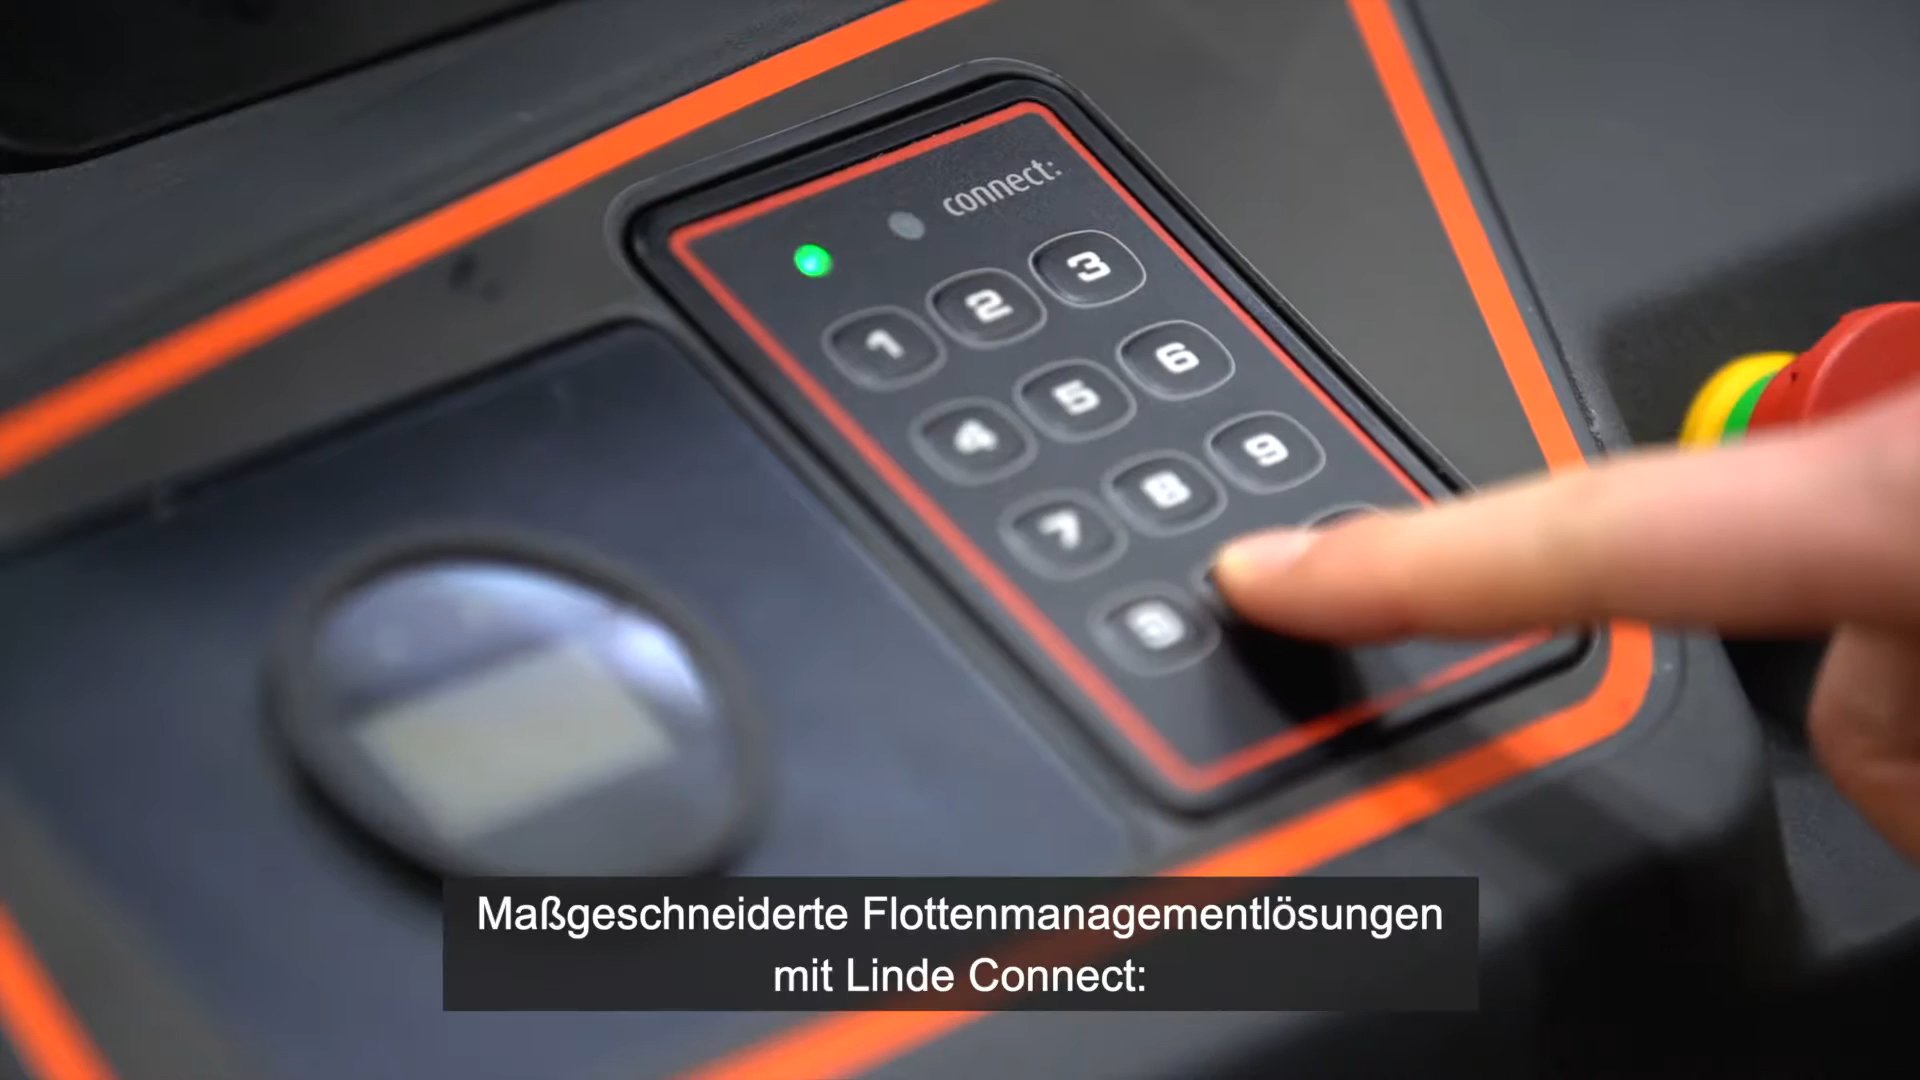 connect:
1 2 3
4 5 6
7 8 9
Maßgeschneiderte Flottenmanagementlösungen
mit Linde Connect: